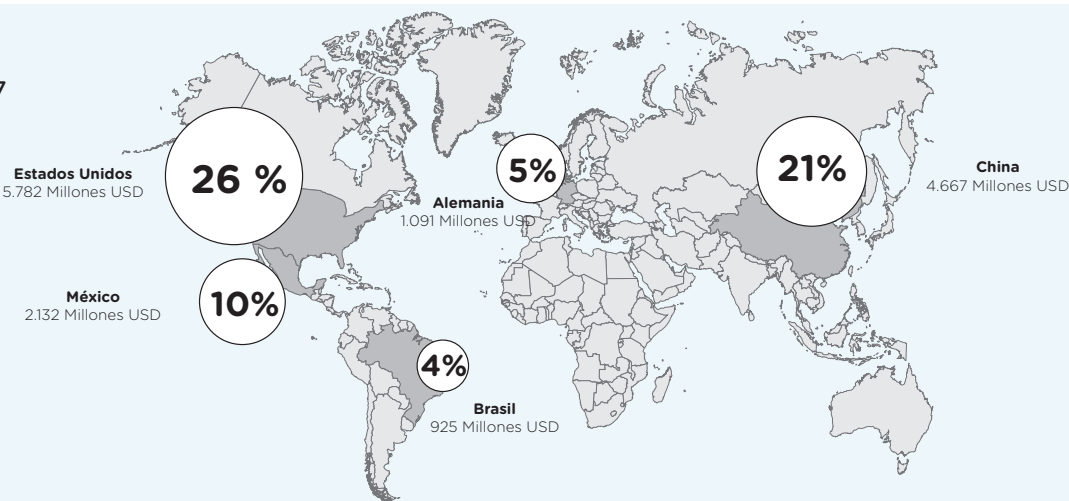 7
Estados Unidos
5.782 Millones USD
26 %
México
2.132 Millones USD
10%
5%
Alemania
1.091 Millones USD
4%
Brasil
925 Millones USD
21%
China
4.667 Millones USD